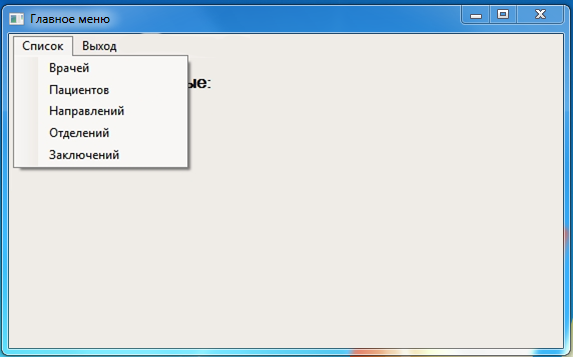 Главное меню
Список Выход
Врачей
Пациентов
Направлений
Отделений
Заключений